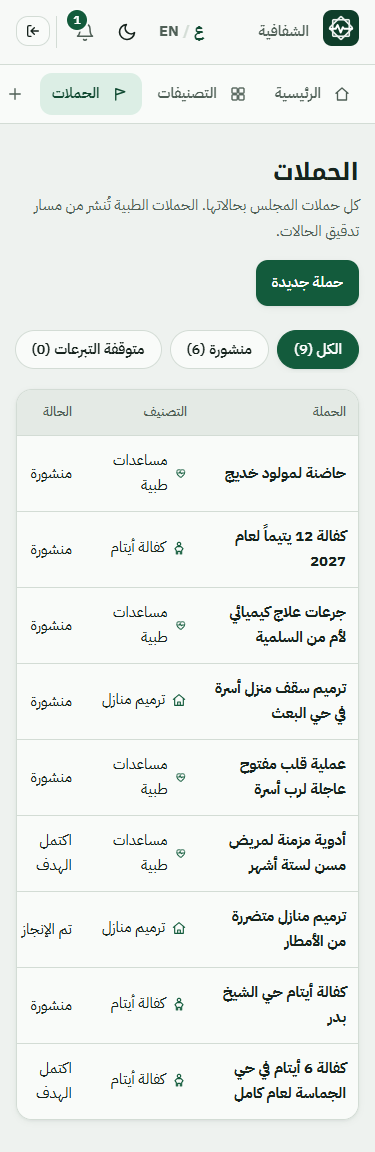 الشفافية
ع / EN
1
الرئيسية
التصنيفات
الحملات
الحملات
كل حملات المجلس بحالاتها. الحملات الطبية تُنشر من مسار
تدقيق الحالات.
حملة جديدة
الكل (9)
منشورة (6)
متوقفة التبرعات (0)
الحملة التصنيف الحالة
حاضنة لمولود خديج
مساعدات
طبية
منشورة
كفالة 12 يتيماً لعام
2027
كفالة أيتام
منشورة
جرعات علاج كيميائي
لأم من السلمية
مساعدات
طبية
منشورة
ترميم سقف منزل أسرة
في حي البعث
ترميم منازل
منشورة
عملية قلب مفتوح
عاجلة لرب أسرة
مساعدات
طبية
منشورة
أدوية مزمنة لمريض
مسن لستة أشهر
مساعدات
طبية
اكتمل
الهدف
ترميم منازل متضررة
من الأمطار
ترميم منازل
تم الإنجاز
كفالة أيتام حي الشيخ
بدر
كفالة أيتام
منشورة
كفالة 6 أيتام في حي
الجماسة لعام كامل
كفالة أيتام
اكتمل
الهدف